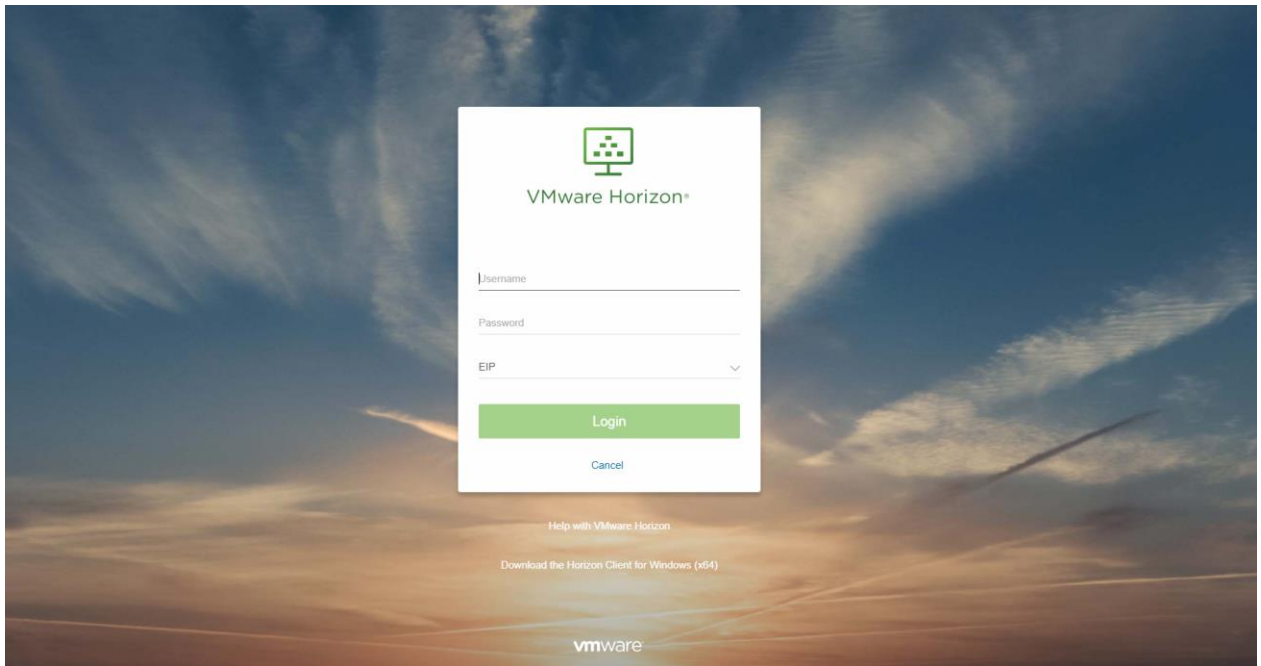 VMware Horizon®
Username
Password
EIP
Login
Cancel
Help with VMware Horizon
Download the Horizon Client for Windows (x64)
vmware®